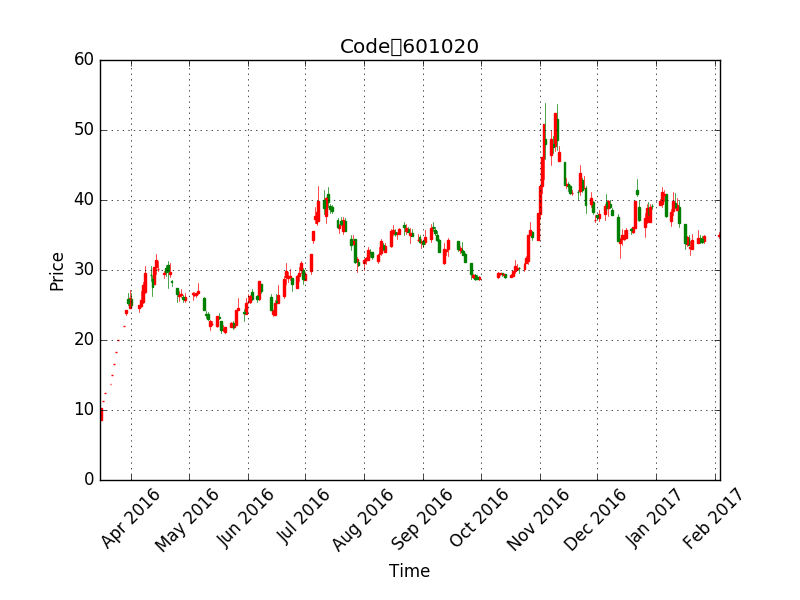 Code▯601020
60
50
40
30
20
10
0
Price
Apr 2016
May 2016
Jun 2016
Jul 2016
Aug 2016
Sep 2016
Oct 2016
Nov 2016
Dec 2016
Jan 2017
Feb 2017
Time